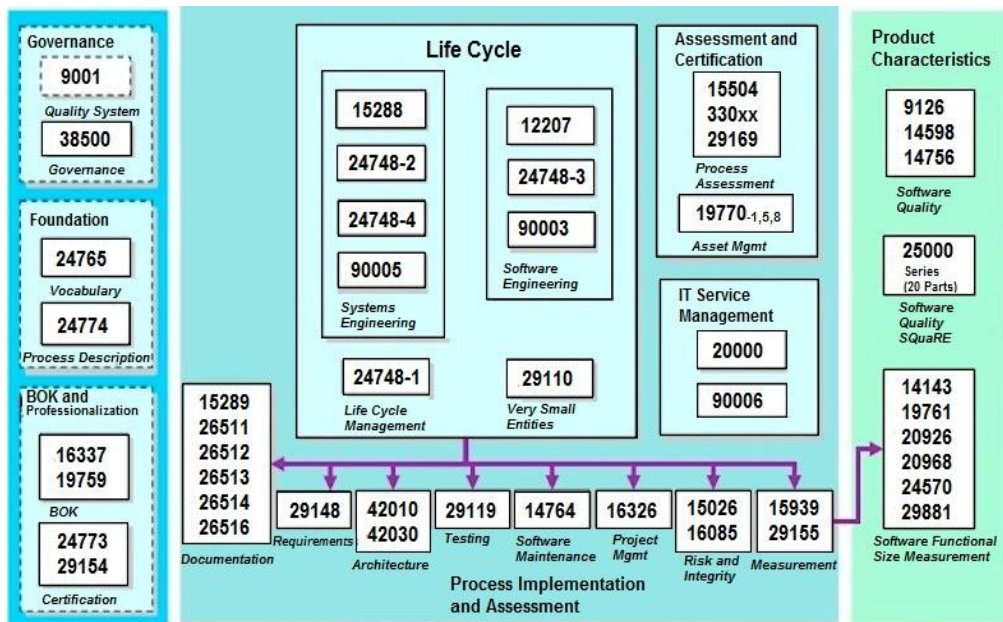 Governance
9001
Quality System
38500
Governance
Foundation
24765
Vocabulary
24774
Process Description
BOK and
Professionalization
16337
19759
BOK
24773
29154
Certification
Life Cycle
15288
24748-2
24748-4
90005
Systems
Engineering
12207
24748-3
90003
Software
Engineering
24748-1
Life Cycle
Management
29110
Very Small
Entities
Assessment and
Certification
15504
330xx
29169
Process
Assessment
19770-1,5,8
Asset Mgmt
IT Service
Management
20000
90006
15289
26511
26512
26513
26514
26516
Documentation
29148
Requirements
42010
42030
Architecture
29119
Testing
14764
Software
Maintenance
16326
Project
Mgmt
15026
16085
Risk and
Integrity
15939
29155
Measurement
Process Implementation
and Assessment
Product
Characteristics
9126
14598
14756
Software
Quality
25000
Series
(20 Parts)
Software
Quality
SQuaRE
14143
19761
20926
20968
24570
29881
Software Functional
Size Measurement